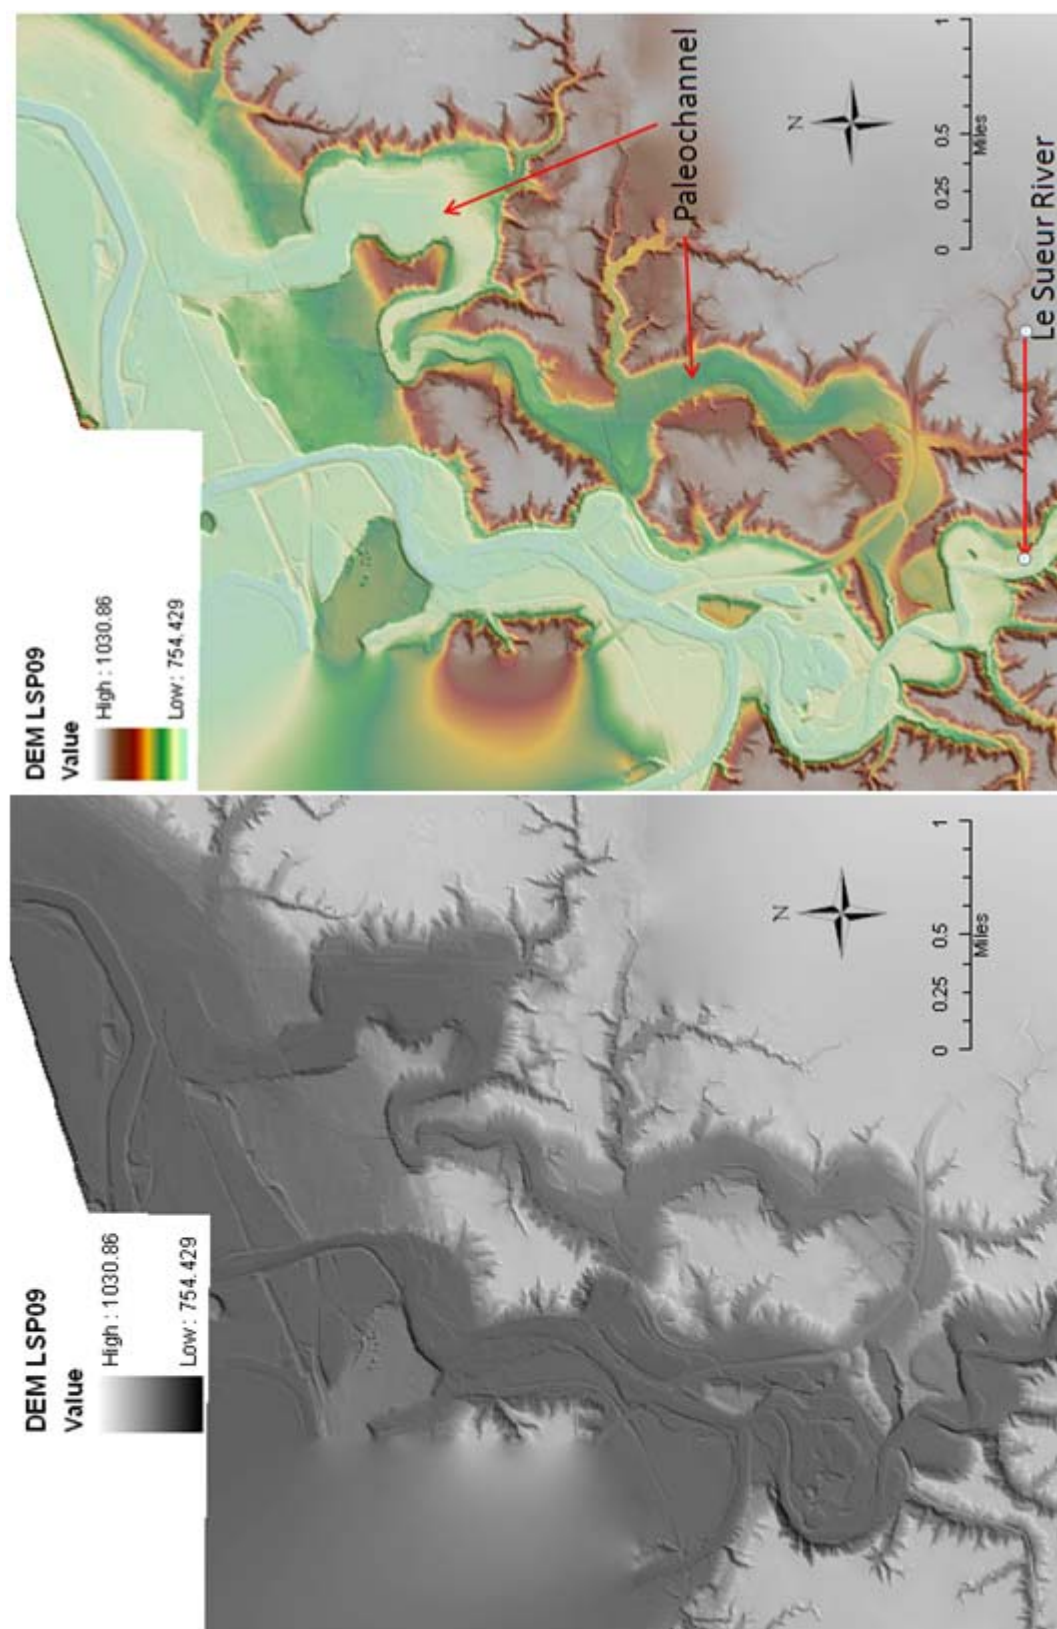 DEM LSP09
Value
High : 1030.86
Low : 754.429
Paleochannel
N
0
0.25
0.5
1
Miles
Le Sueur River
DEM LSP09
Value
High : 1030.86
Low : 754.429
N
0
0.25
0.5
1
Miles